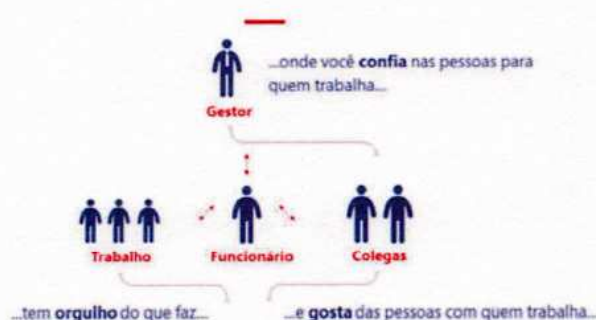 ...onde você confia nas pessoas para
quem trabalha...
Gestor
Trabalho
Funcionário
Colegas
...tem orgulho do que faz...
...e gosta das pessoas com quem trabalha...